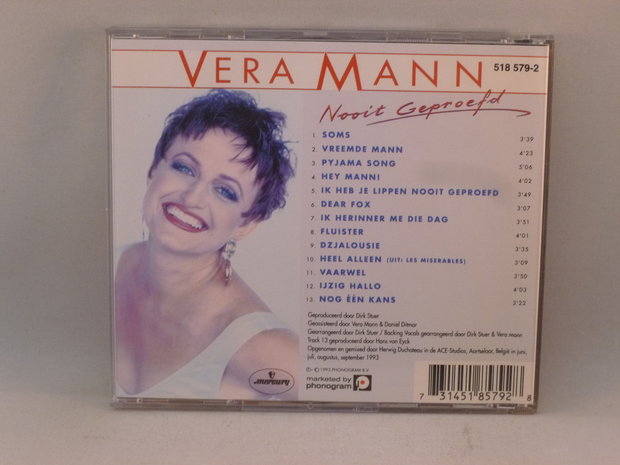 VERA MANN
518 579-2
Nooit Geproefd
1. SOMS 3'39
2. VREEMDE MANN 4'23
3. PYJAMA SONG 5'06
4. HEY MANNI 4'02
5. IK HEB JE LIPPEN NOOIT GEPROEFD 3'49
6. DEAR FOX 3'07
7. IK HERINNER ME DIE DAG 3'51
8. FLUISTER 4'01
9. DZJALOUSIE 3'35
10. HEEL ALLEEN (UIT: LES MISERABLES) 3'09
11. VAARWEL 3'50
12. IJZIG HALLO 4'03
13. NOG ÉÉN KANS 3'22
Geproduceerd door Dirk Stuer
Geassisteerd door Vera Mann & Daniel Ditmar
Gearrangeerd door Dirk Stuer / Backing Vocals gearrangeerd door Dirk Stuer & Vera Mann
Track 13 geproduceerd door Hans van Eyck
Opgenomen en gemixed door Herwig Duchateau in de ACE-Studios, Aartselaar, België in juni,
juli, augustus, september 1993
℗ © 1993 PHONOGRAM B.V.
mercury
marketed by
phonogram
7 31451 85792 8